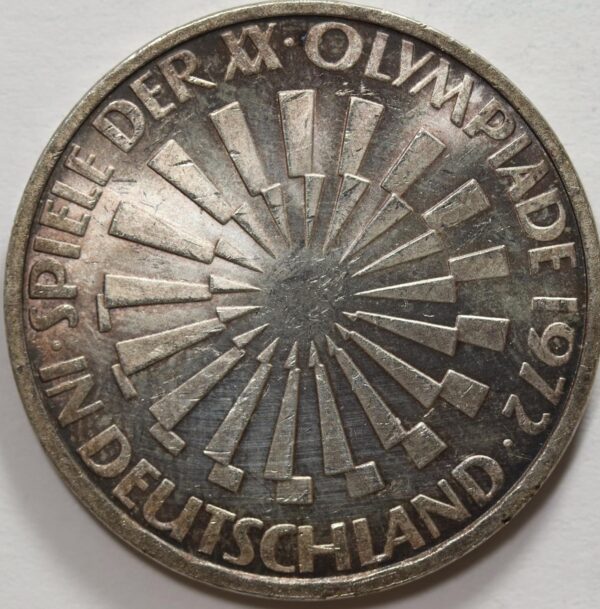 SPIELE DER XX · OLYMPIADE 1972 · IN DEUTSCHLAND ·